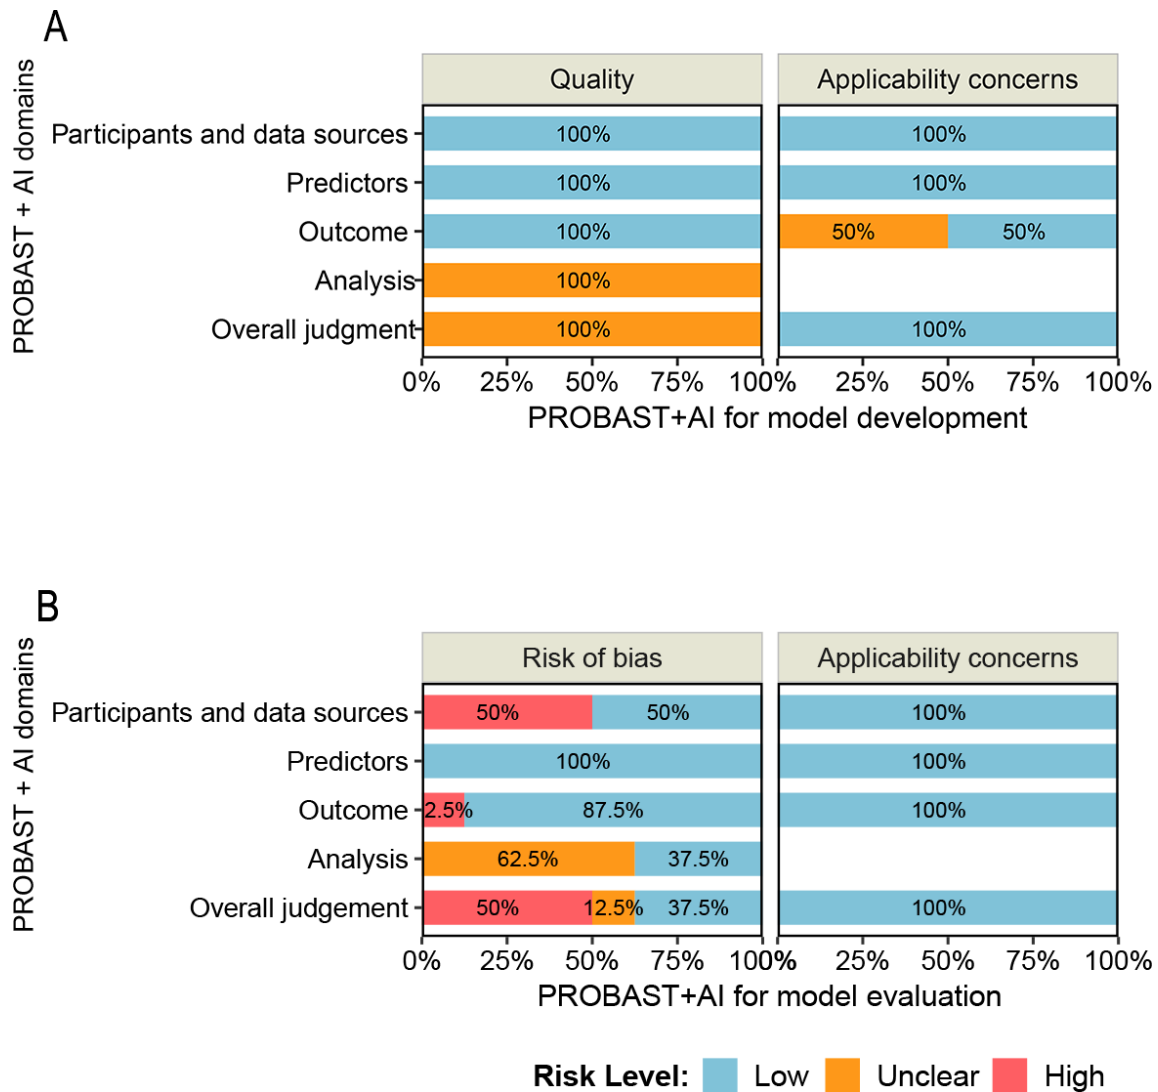 A
Quality Applicability concerns
PROBAST + AI domains
Participants and data sources 100% 100%
Predictors 100% 100%
Outcome 100% 50% 50%
Analysis 100%
Overall judgment 100% 100%
0% 25% 50% 75% 100% 0% 25% 50% 75% 100%
PROBAST+AI for model development
B
Risk of bias Applicability concerns
PROBAST + AI domains
Participants and data sources 50% 50% 100%
Predictors 100% 100%
Outcome 2.5% 87.5% 100%
Analysis 62.5% 37.5%
Overall judgement 50% 12.5% 37.5% 100%
0% 25% 50% 75% 100% 0% 25% 50% 75% 100%
PROBAST+AI for model evaluation
Risk Level: Low Unclear High